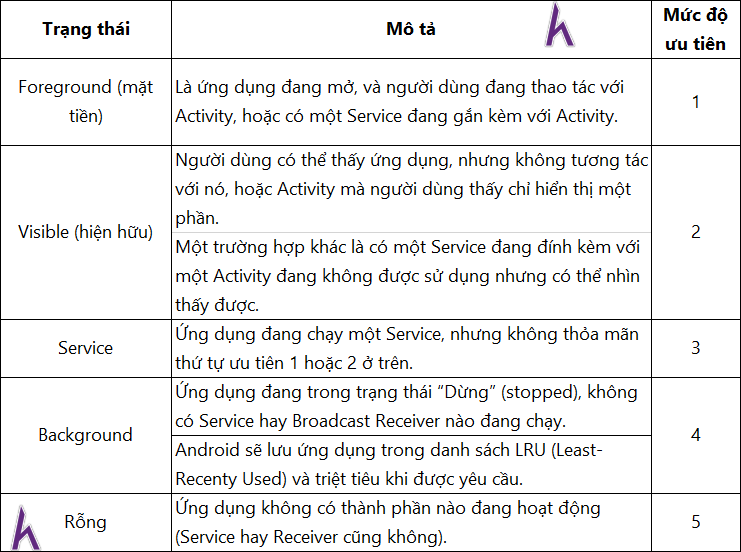 Trạng thái
Mô tả
Mức độ
ưu tiên
Foreground (mặt
tiền)
Là ứng dụng đang mở, và người dùng đang thao tác với
Activity, hoặc có một Service đang gắn kèm với Activity.
1
Visible (hiện hữu)
Người dùng có thể thấy ứng dụng, nhưng không tương tác
với nó, hoặc Activity mà người dùng thấy chỉ hiển thị một
phần.
Một trường hợp khác là có một Service đang đính kèm với
một Activity đang không được sử dụng nhưng có thể nhìn
thấy được.
2
Service
Ứng dụng đang chạy một Service, nhưng không thỏa mãn
thứ tự ưu tiên 1 hoặc 2 ở trên.
3
Background
Ứng dụng đang trong trạng thái “Dừng” (stopped), không
có Service hay Broadcast Receiver nào đang chạy.
Android sẽ lưu ứng dụng trong danh sách LRU (Least-
Recenty Used) và triệt tiêu khi được yêu cầu.
4
Rỗng
Ứng dụng không có thành phần nào đang hoạt động
(Service hay Receiver cũng không).
5